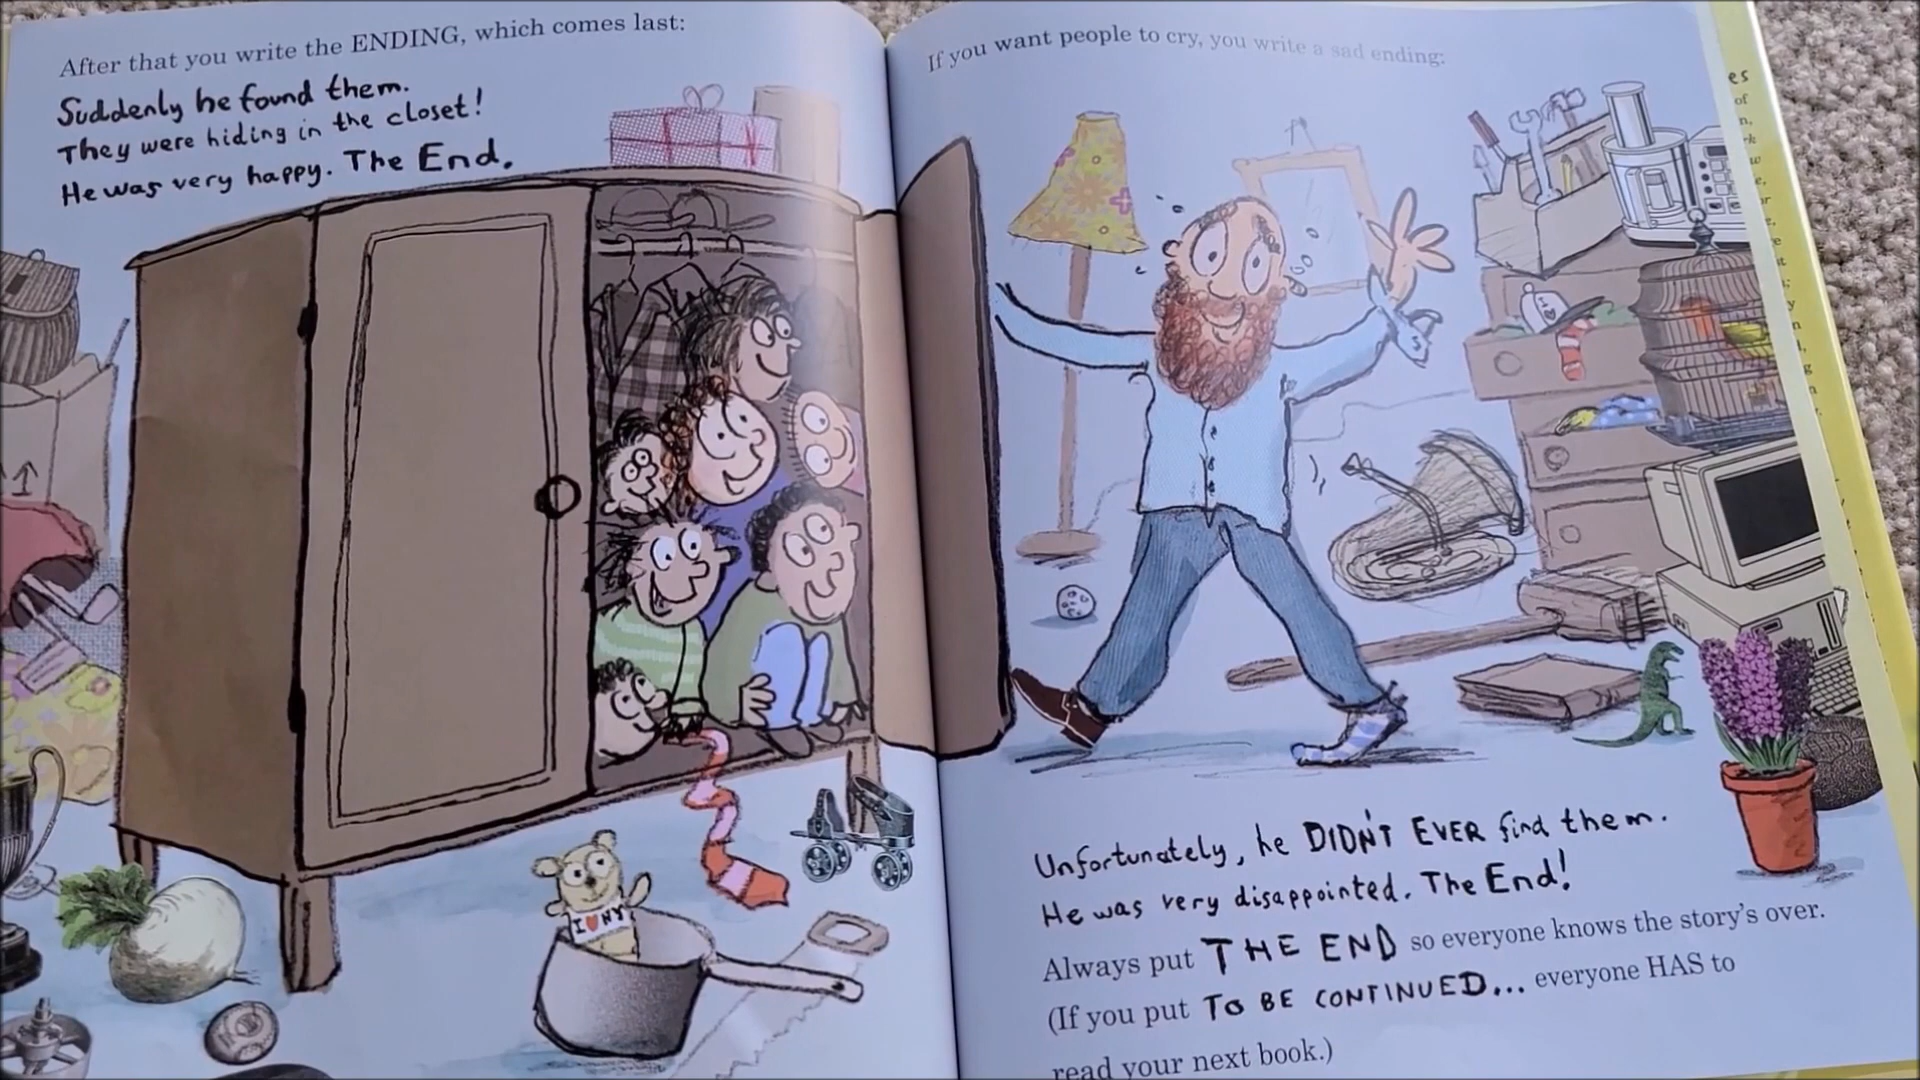 After that you write the ENDING, which comes last:
Suddenly he found them.
They were hiding in the closet!
He was very happy. The End.
I ♥ NY
If you want people to cry, you write a sad ending:
Unfortunately, he DIDN'T EVER find them.
He was very disappointed. The End!
Always put THE END so everyone knows the story's over.
(If you put TO BE CONTINUED... everyone HAS to
read your next book.)
es
of